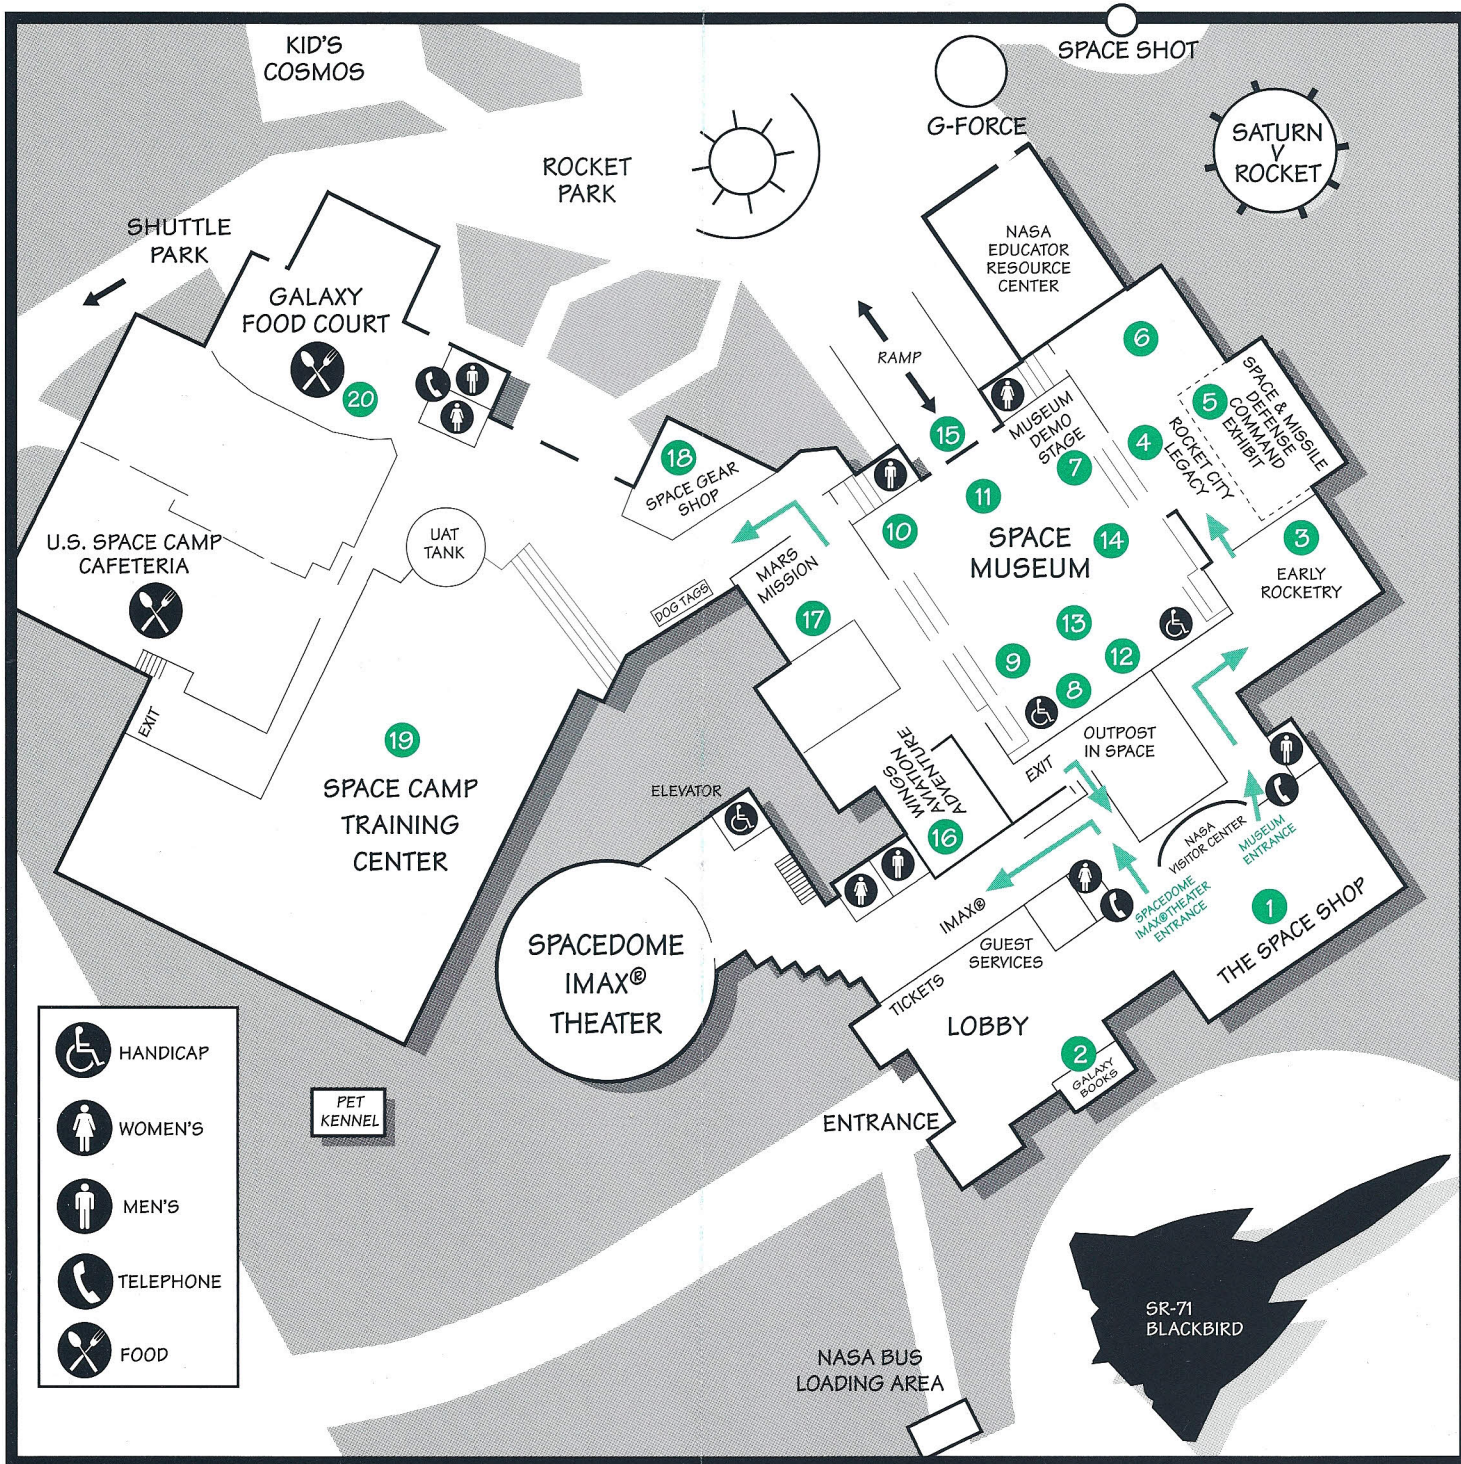 KID'S
COSMOS
SPACE SHOT
G-FORCE
SATURN
V
ROCKET
ROCKET
PARK
SHUTTLE
PARK
NASA
EDUCATOR
RESOURCE
CENTER
GALAXY
FOOD COURT
20
RAMP
15
6
5
SPACE & MISSILE
DEFENSE
COMMAND
EXHIBIT
4
ROCKET CITY
LEGACY
MUSEUM
DEMO
STAGE
7
18
SPACE GEAR
SHOP
11
10
SPACE
MUSEUM
14
3
EARLY
ROCKETRY
UAT
TANK
U.S. SPACE CAMP
CAFETERIA
DOG TAGS
MARS
MISSION
17
13
12
9
8
EXIT
19
SPACE CAMP
TRAINING
CENTER
ELEVATOR
WINGS
AVIATION
ADVENTURE
16
EXIT
OUTPOST
IN SPACE
NASA
VISITOR CENTER
MUSEUM
ENTRANCE
SPACEDOME
IMAX® THEATER
ENTRANCE
1
THE SPACE SHOP
IMAX®
GUEST
SERVICES
TICKETS
LOBBY
SPACEDOME
IMAX®
THEATER
2
GALAXY
BOOKS
ENTRANCE
PET
KENNEL
HANDICAP
WOMEN'S
MEN'S
TELEPHONE
FOOD
NASA BUS
LOADING AREA
SR-71
BLACKBIRD